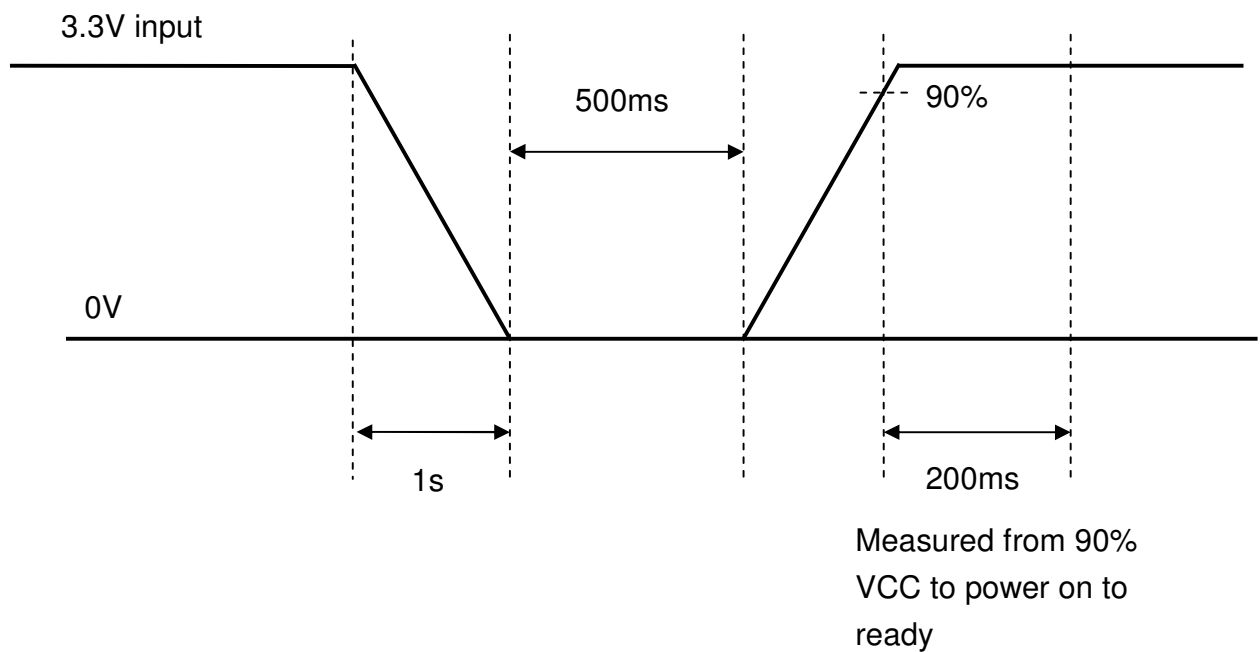 3.3V input
500ms
90%
0V
1s
200ms
Measured from 90%
VCC to power on to
ready